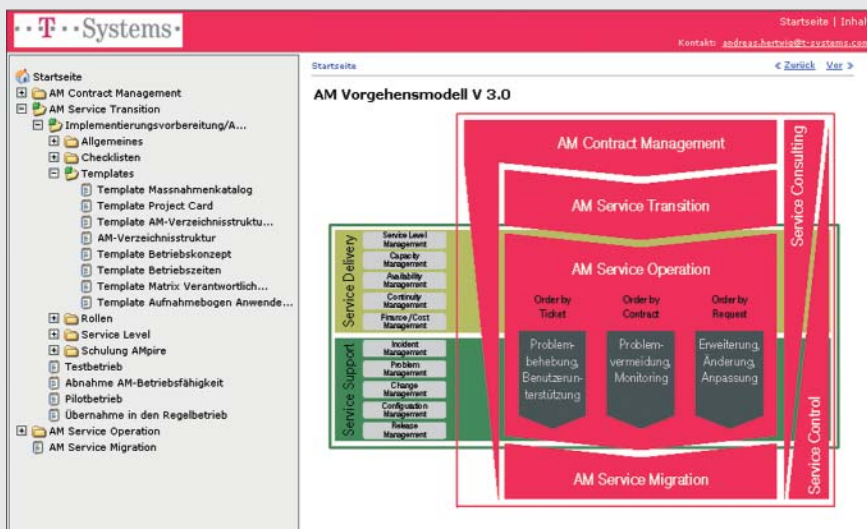 ··T··Systems·
Startseite | Inhal
Kontakt: andreas.hertwig@t-systems.com
Startseite
< Zurück Vor >
Startseite
AM Contract Management
AM Service Transition
Implementierungsvorbereitung/A...
Allgemeines
Checklisten
Templates
Template Massnahmenkatalog
Template Project Card
Template AM-Verzeichnisstruktu...
AM-Verzeichnisstruktur
Template Betriebskonzept
Template Betriebszeiten
Template Matrix Verantwortlich...
Template Aufnahmebogen Anwende...
Rollen
Service Level
Schulung AMpire
Testbetrieb
Abnahme AM-Betriebsfähigkeit
Pilotbetrieb
Übernahme in den Regelbetrieb
AM Service Operation
AM Service Migration
AM Vorgehensmodell V 3.0
AM Contract Management
Service Consulting
AM Service Transition
Service Delivery
Service Level
Management
Capacity
Management
Availability
Management
Continuity
Management
Finance/Cost
Management
AM Service Operation
Order by
Ticket
Order by
Contract
Order by
Request
Problem-
behebung,
Benutzerun-
terstützung
Problem-
vermeidung,
Monitoring
Erweiterung,
Änderung,
Anpassung
Service Support
Incident
Management
Problem
Management
Change
Management
Configuration
Management
Release
Management
Service Control
AM Service Migration